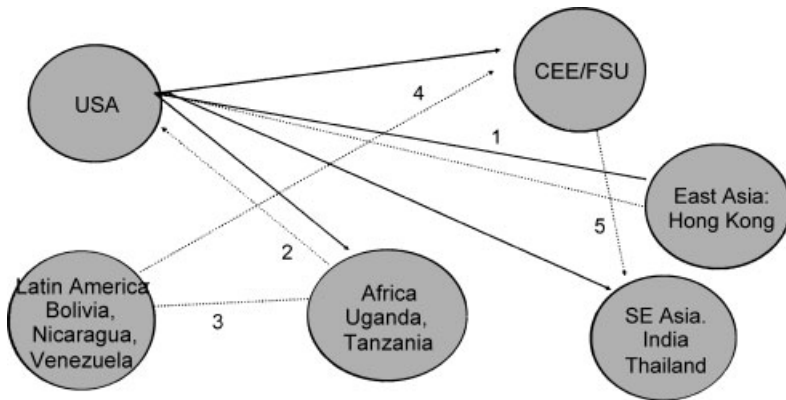 USA
CEE/FSU
4
1
East Asia:
Hong Kong
5
2
Latin America
Bolivia,
Nicaragua,
Venezuela
3
Africa
Uganda,
Tanzania
SE Asia.
India
Thailand